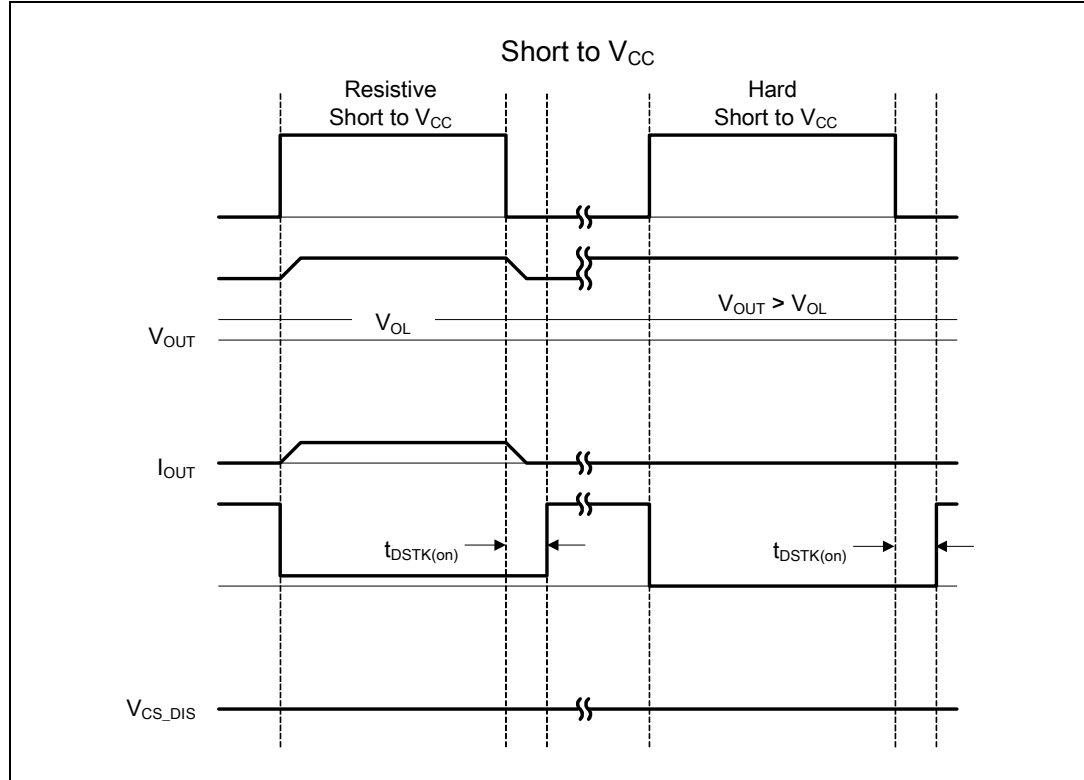 Short to VCC
Resistive
Short to VCC
Hard
Short to VCC
VOUT > VOL
VOL
VOUT
IOUT
tDSTK(on)
tDSTK(on)
VCS_DIS